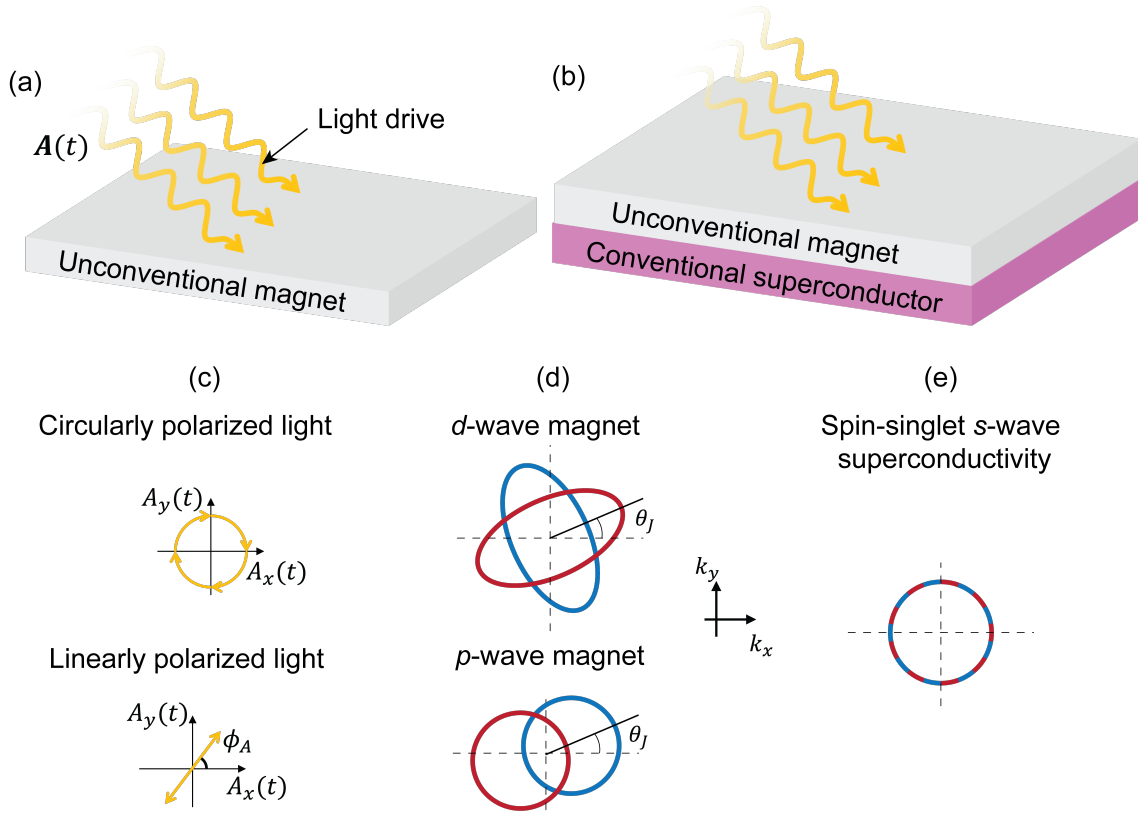 (a)
A(t)
Light drive
Unconventional magnet
(b)
Unconventional magnet
Conventional superconductor
(c)
Circularly polarized light
A_y(t)
A_x(t)
Linearly polarized light
A_y(t)
ϕ_A
A_x(t)
(d)
d-wave magnet
θ_J
p-wave magnet
θ_J
k_y
k_x
(e)
Spin-singlet s-wave
superconductivity